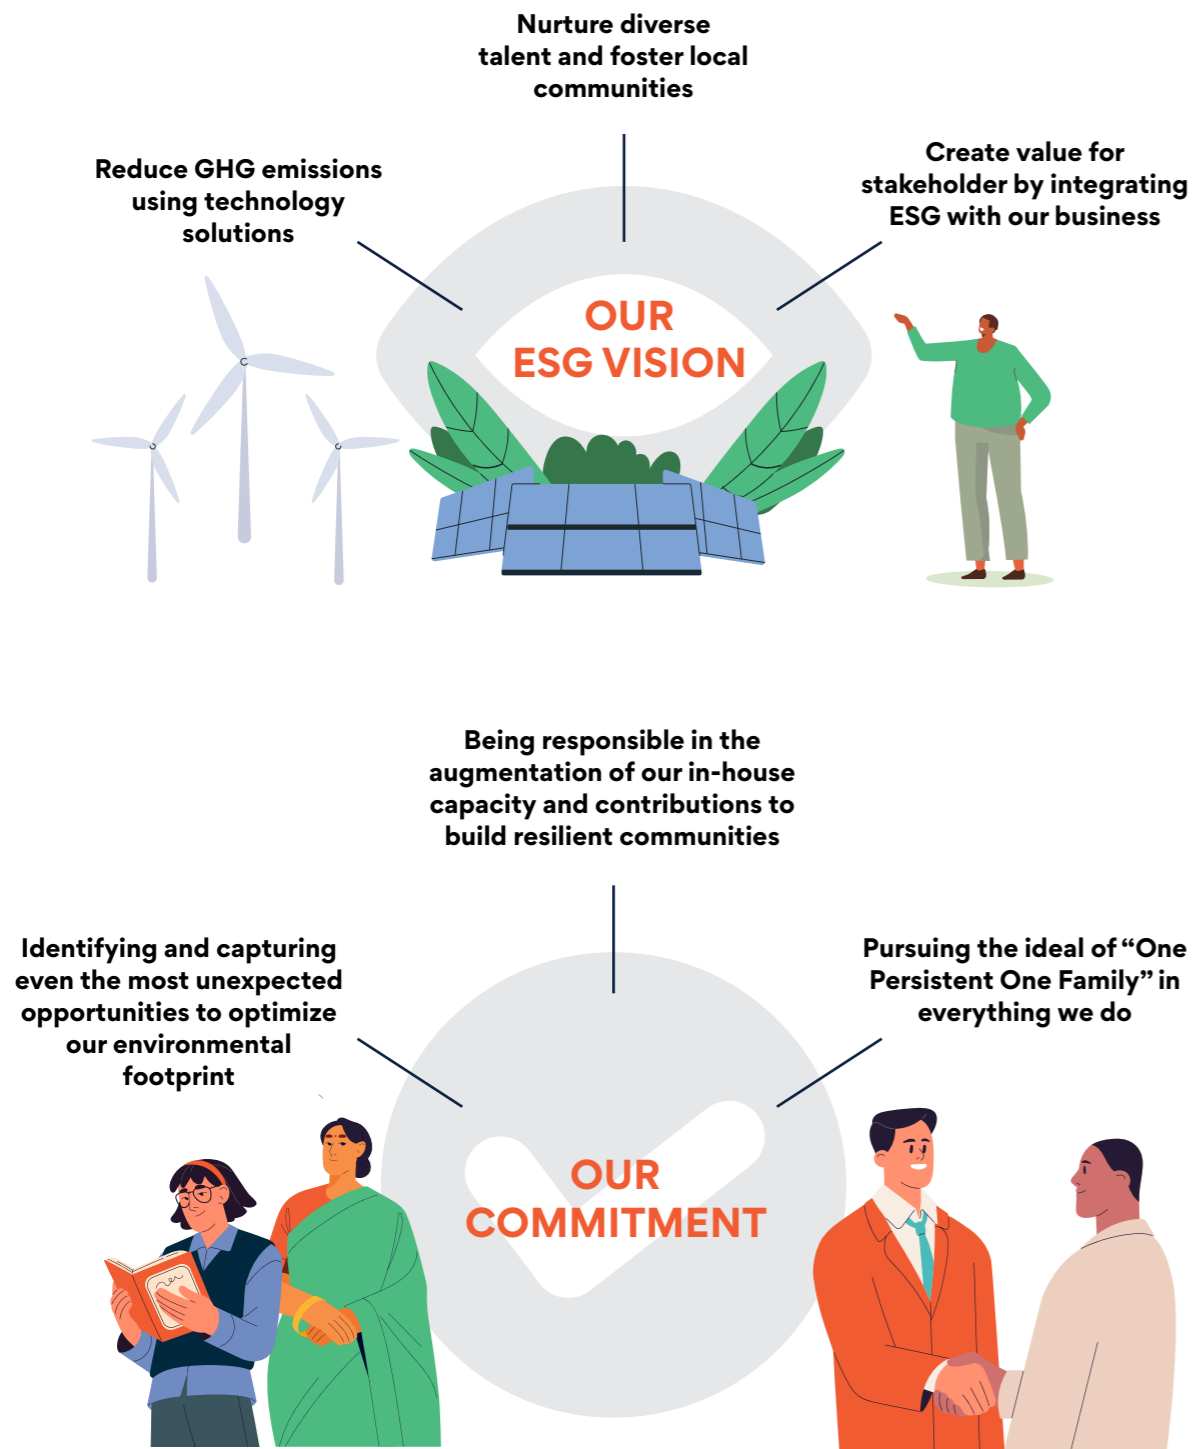 Nurture diverse
talent and foster local
communities
Reduce GHG emissions
using technology
solutions
Create value for
stakeholder by integrating
ESG with our business
OUR
ESG VISION
Being responsible in the
augmentation of our in-house
capacity and contributions to
build resilient communities
Identifying and capturing
even the most unexpected
opportunities to optimize
our environmental
footprint
Pursuing the ideal of “One
Persistent One Family” in
everything we do
OUR
COMMITMENT